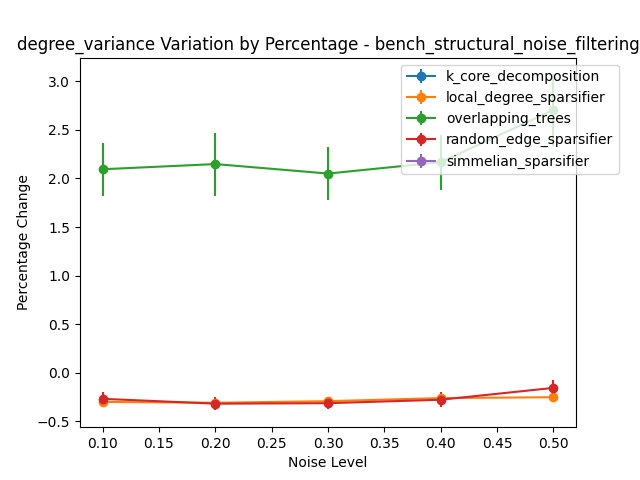 degree_variance Variation by Percentage - bench_structural_noise_filtering
k_core_decomposition
local_degree_sparsifier
overlapping_trees
random_edge_sparsifier
simmelian_sparsifier
Percentage Change
3.0
2.5
2.0
1.5
1.0
0.5
0.0
−0.5
0.10 0.15 0.20 0.25 0.30 0.35 0.40 0.45 0.50
Noise Level